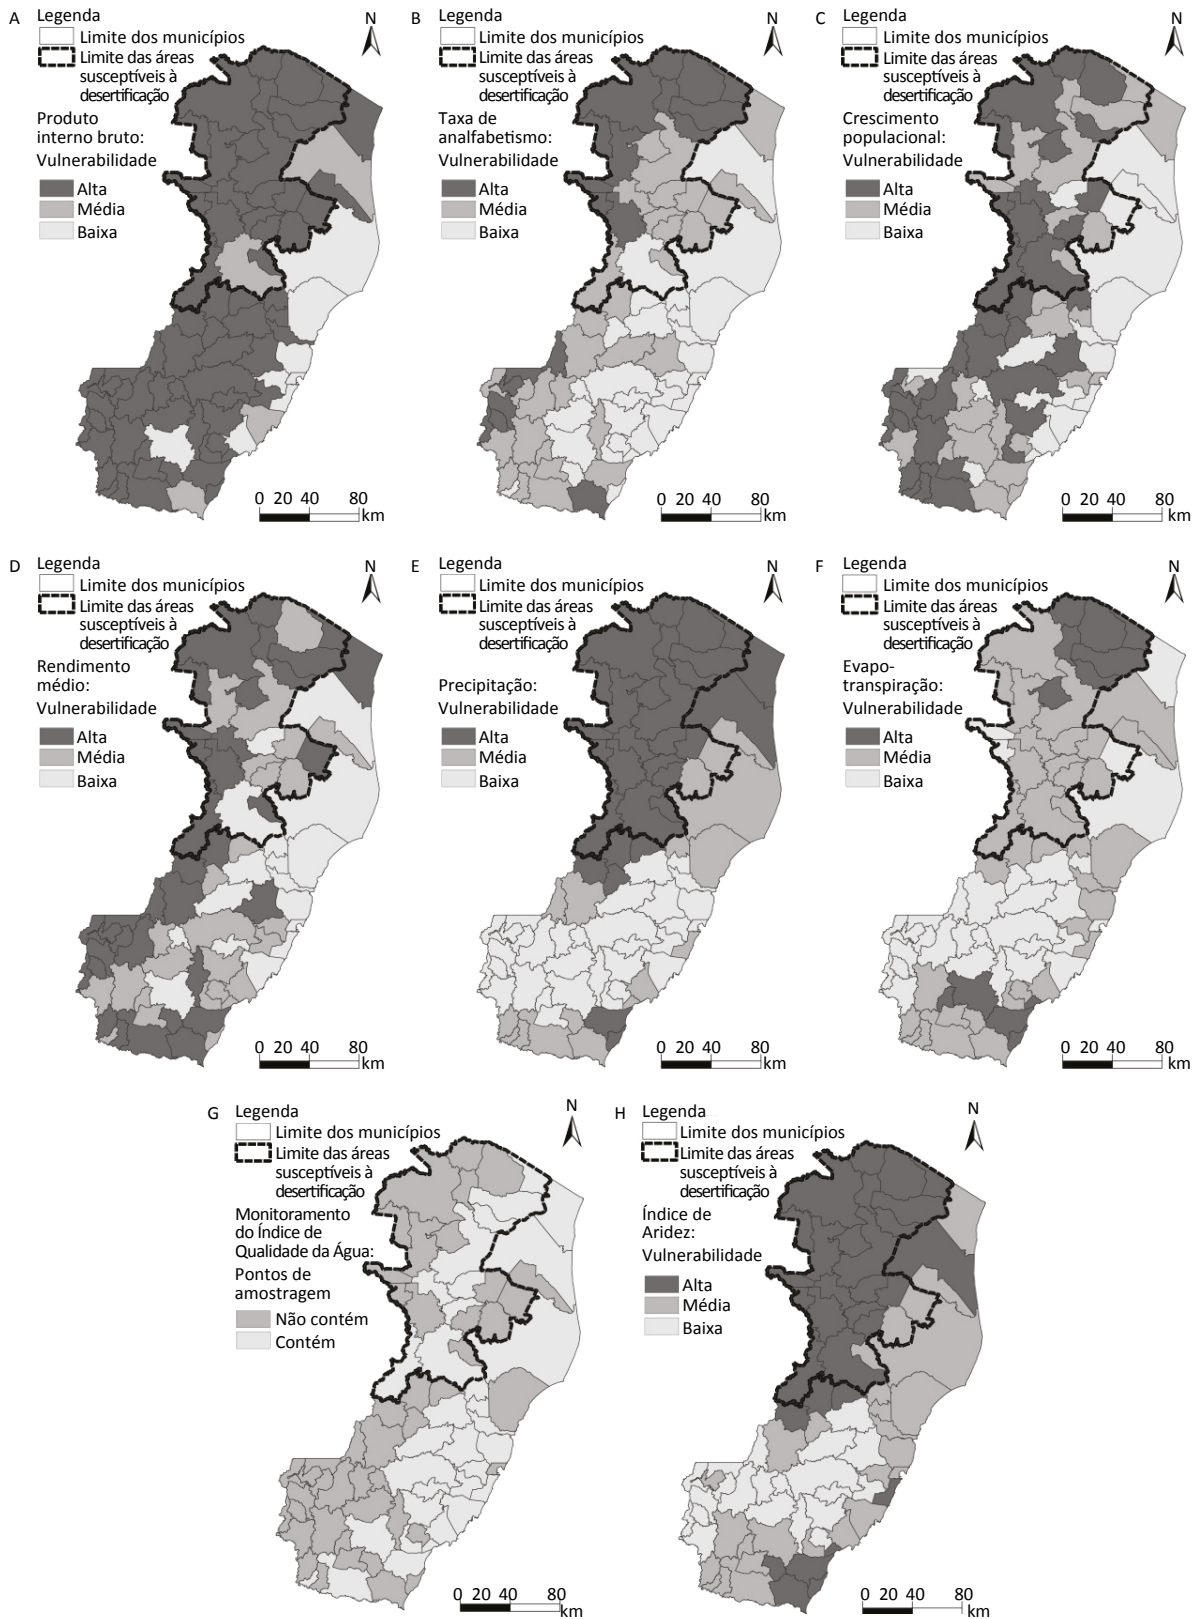 A
Legenda
N
Limite dos municípios
Limite das áreas
susceptíveis à
desertificação
Produto
interno bruto:
Vulnerabilidade
Alta
Média
Baixa
0 20 40 80
km
B
Legenda
N
Limite dos municípios
Limite das áreas
susceptíveis à
desertificação
Taxa de
analfabetismo:
Vulnerabilidade
Alta
Média
Baixa
0 20 40 80
km
C
Legenda
N
Limite dos municípios
Limite das áreas
susceptíveis à
desertificação
Crescimento
populacional:
Vulnerabilidade
Alta
Média
Baixa
0 20 40 80
km
D
Legenda
N
Limite dos municípios
Limite das áreas
susceptíveis à
desertificação
Rendimento
médio:
Vulnerabilidade
Alta
Média
Baixa
0 20 40 80
km
E
Legenda
N
Limite dos municípios
Limite das áreas
susceptíveis à
desertificação
Precipitação:
Vulnerabilidade
Alta
Média
Baixa
0 20 40 80
km
F
Legenda
N
Limite dos municípios
Limite das áreas
susceptíveis à
desertificação
Evapo-
transpiração:
Vulnerabilidade
Alta
Média
Baixa
0 20 40 80
km
G
Legenda
N
Limite dos municípios
Limite das áreas
susceptíveis à
desertificação
Monitoramento
do Índice de
Qualidade da Água:
Pontos de
amostragem
Não contém
Contém
0 20 40 80
km
H
Legenda
N
Limite dos municípios
Limite das áreas
susceptíveis à
desertificação
Índice de
Aridez:
Vulnerabilidade
Alta
Média
Baixa
0 20 40 80
km